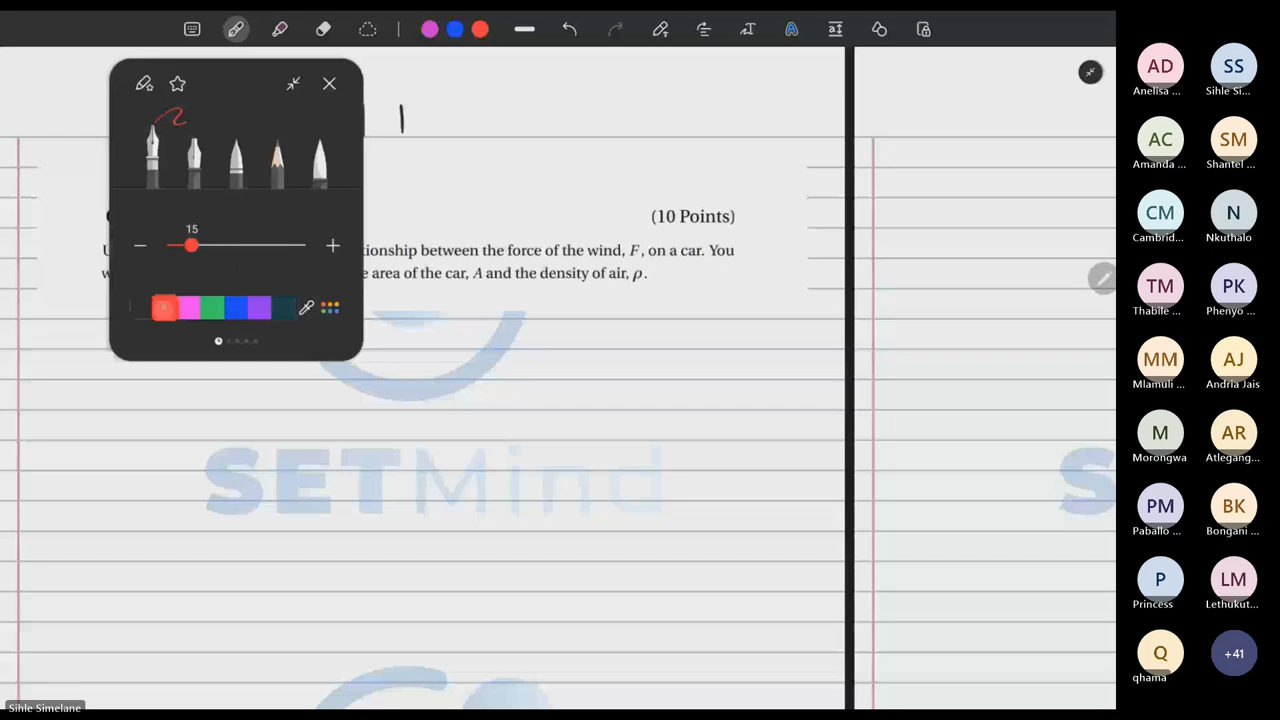 AD
SS
Anelisa ...
Sihle Si...
15
(10 Points)
tionship between the force of the wind, F, on a car. You
e area of the car, A and the density of air, ρ.
SETMind
S
AC
SM
Amanda ...
Shantel ...
CM
N
Cambrid...
Nkuthalo
TM
PK
Thabile ...
Phenyo ...
MM
AJ
Mlamuli ...
Andria Jais
M
AR
Morongwa
Atlegang...
PM
BK
Paballo ...
Bongani ...
P
LM
Princess
Lethukut...
Q
+41
qhama
Sihle Simelane